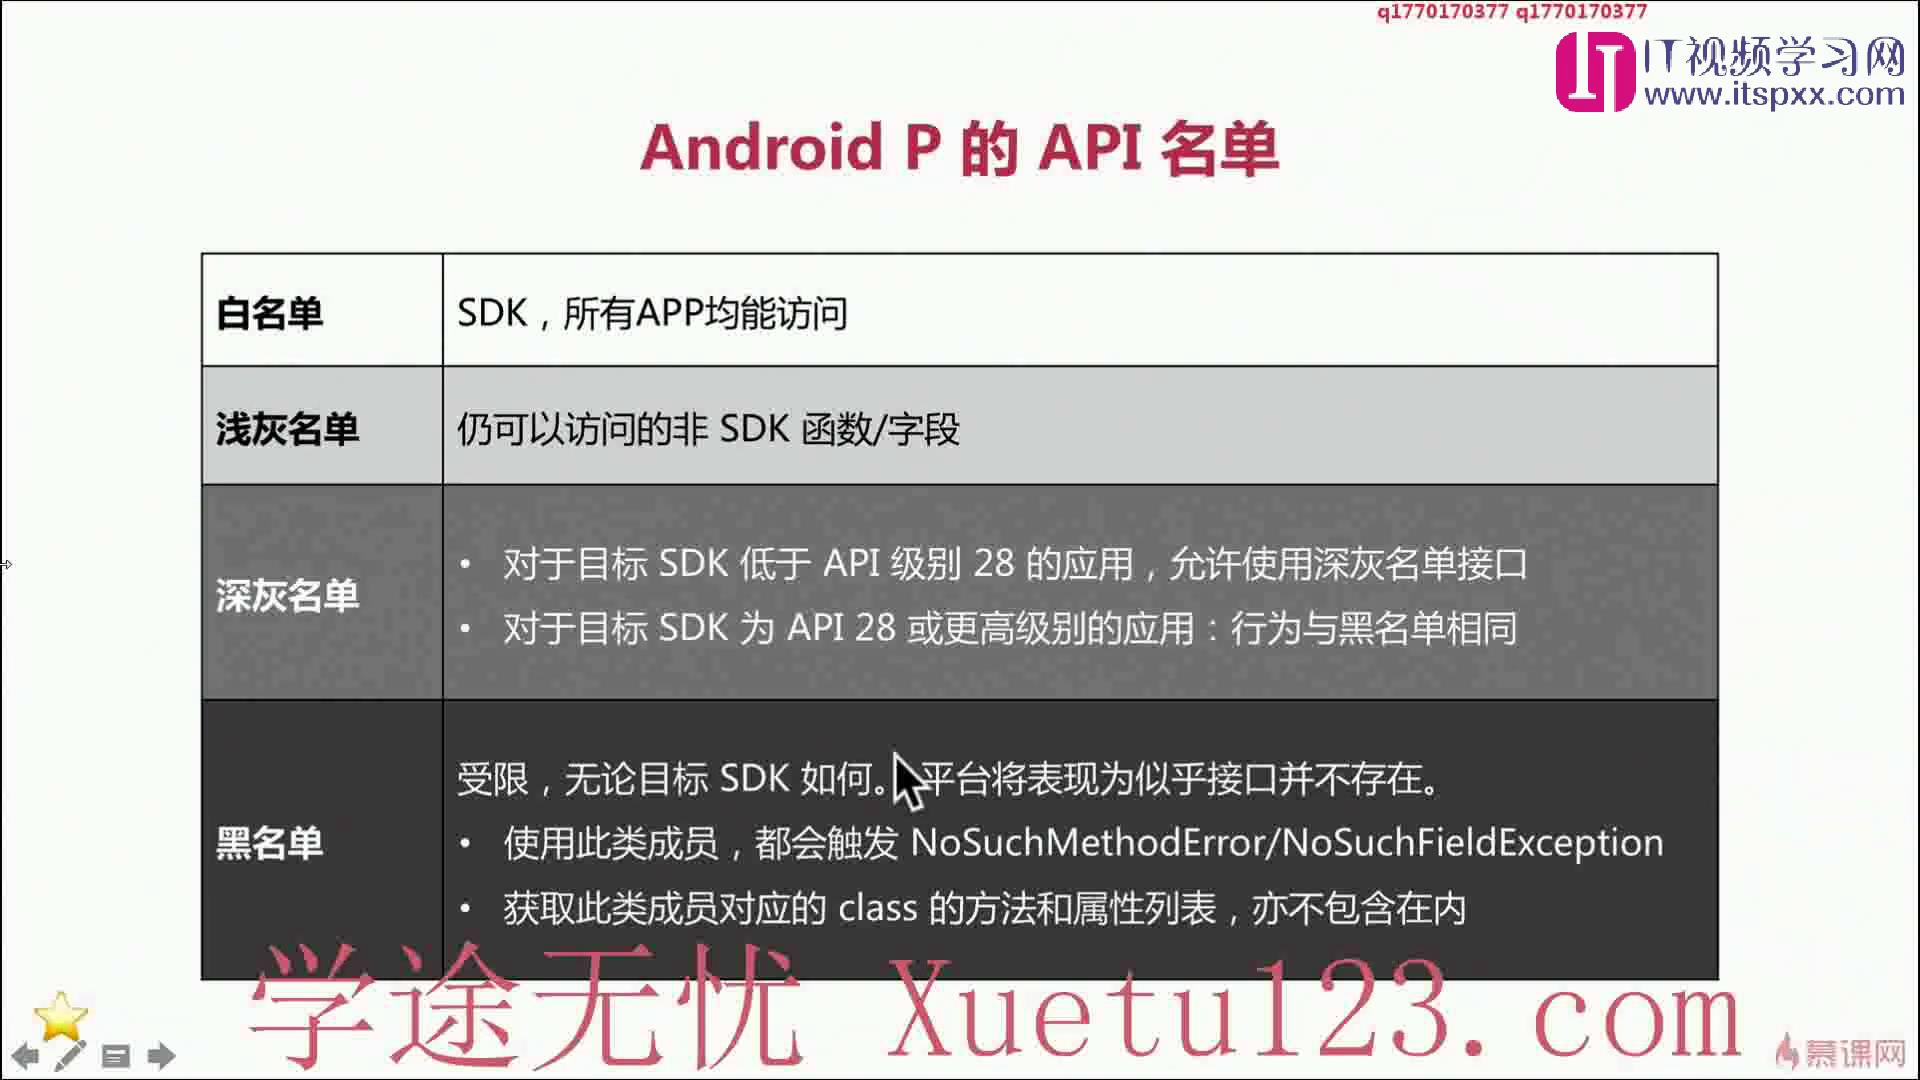 q1770170377 q1770170377
IT视频学习网
www.itspxx.com
Android P 的 API 名单
白名单
SDK，所有APP均能访问
浅灰名单
仍可以访问的非 SDK 函数/字段
深灰名单
• 对于目标 SDK 低于 API 级别 28 的应用，允许使用深灰名单接口
• 对于目标 SDK 为 API 28 或更高级别的应用：行为与黑名单相同
黑名单
受限，无论目标 SDK 如何。 平台将表现为似乎接口并不存在。
• 使用此类成员，都会触发 NoSuchMethodError/NoSuchFieldException
• 获取此类成员对应的 class 的方法和属性列表，亦不包含在内
学途无忧 Xuetu123.com
慕课网